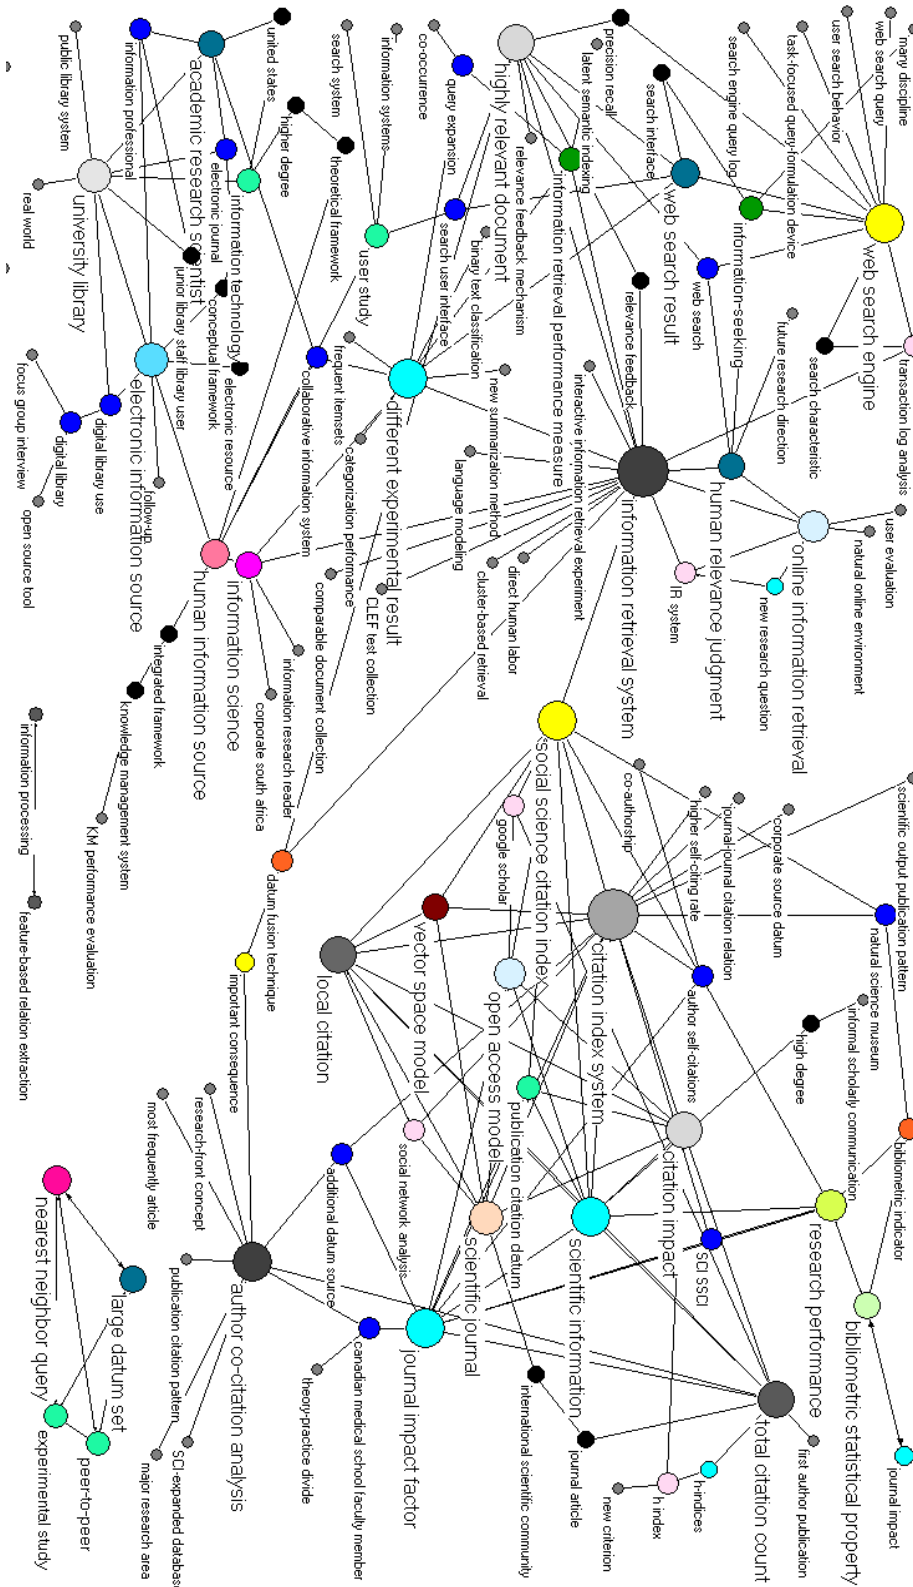 many discipline
web search query
user search behavior
task-focused query-formulation device
search engine query log
web search engine
transaction log analysis
search characteristic
precision recall
search interface
latent semantic indexing
information-seeking
web search result
web search
future research direction
highly relevant document
relevance feedback mechanism
information retrieval performance measure
relevance feedback
co-occurrence
query expansion
search user interface
binary text classification
information systems
search system
user study
united states
higher degree
theoretical framework
academic research scientist
information professional
public library system
electronic journal
information technology
university library
real world
junior library staff library user
conceptual framework
electronic resource
electronic information source
follow-up
digital library use
digital library
focus group interview
open source tool
collaborative information system
frequent itemsets
different experimental result
categorization performance
new summarization method
language modeling
interactive information retrieval experiment
direct human labor
cluster-based retrieval
CLEF test collection
comparable document collection
information retrieval system
human relevance judgment
online information retrieval
user evaluation
natural online environment
new research question
IR system
human information source
information science
information research reader
corporate south africa
integrated framework
knowledge management system
KM performance evaluation
information processing
feature-based relation extraction
datum fusion technique
important consequence
social science citation index
google scholar
co-authorship
higher self-citing rate
journal-journal citation relation
corporate source datum
scientific output publication pattern
natural science museum
citation index system
author self-citations
vector space model
local citation
open access model
informal scholarly communication
high degree
publication citation datum
citation impact
bibliometric indicator
research performance
SCI SSCI
scientific information
scientific journal
social network analysis
additional datum source
research-front concept
most frequently article
author co-citation analysis
publication citation pattern
SCI-expanded database
major research area
canadian medical school faculty member
theory-practice divide
journal impact factor
international scientific community
journal article
total citation count
first author publication
h-indices
h index
new criterion
bibliometric statistical property
journal impact
nearest neighbor query
large datum set
experimental study
peer-to-peer